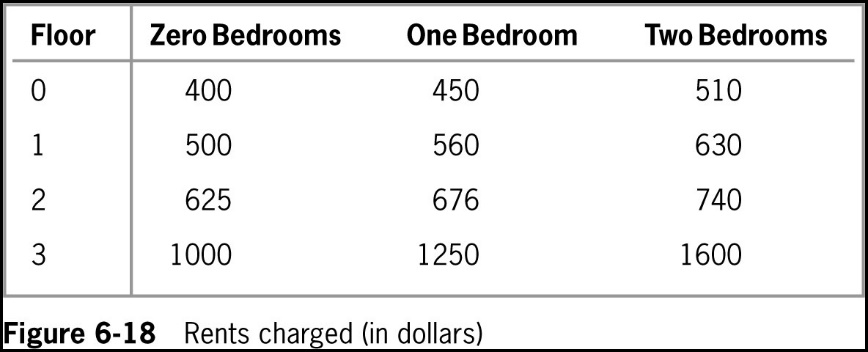 Floor Zero Bedrooms One Bedroom Two Bedrooms
0 400 450 510
1 500 560 630
2 625 676 740
3 1000 1250 1600
Figure 6-18 Rents charged (in dollars)